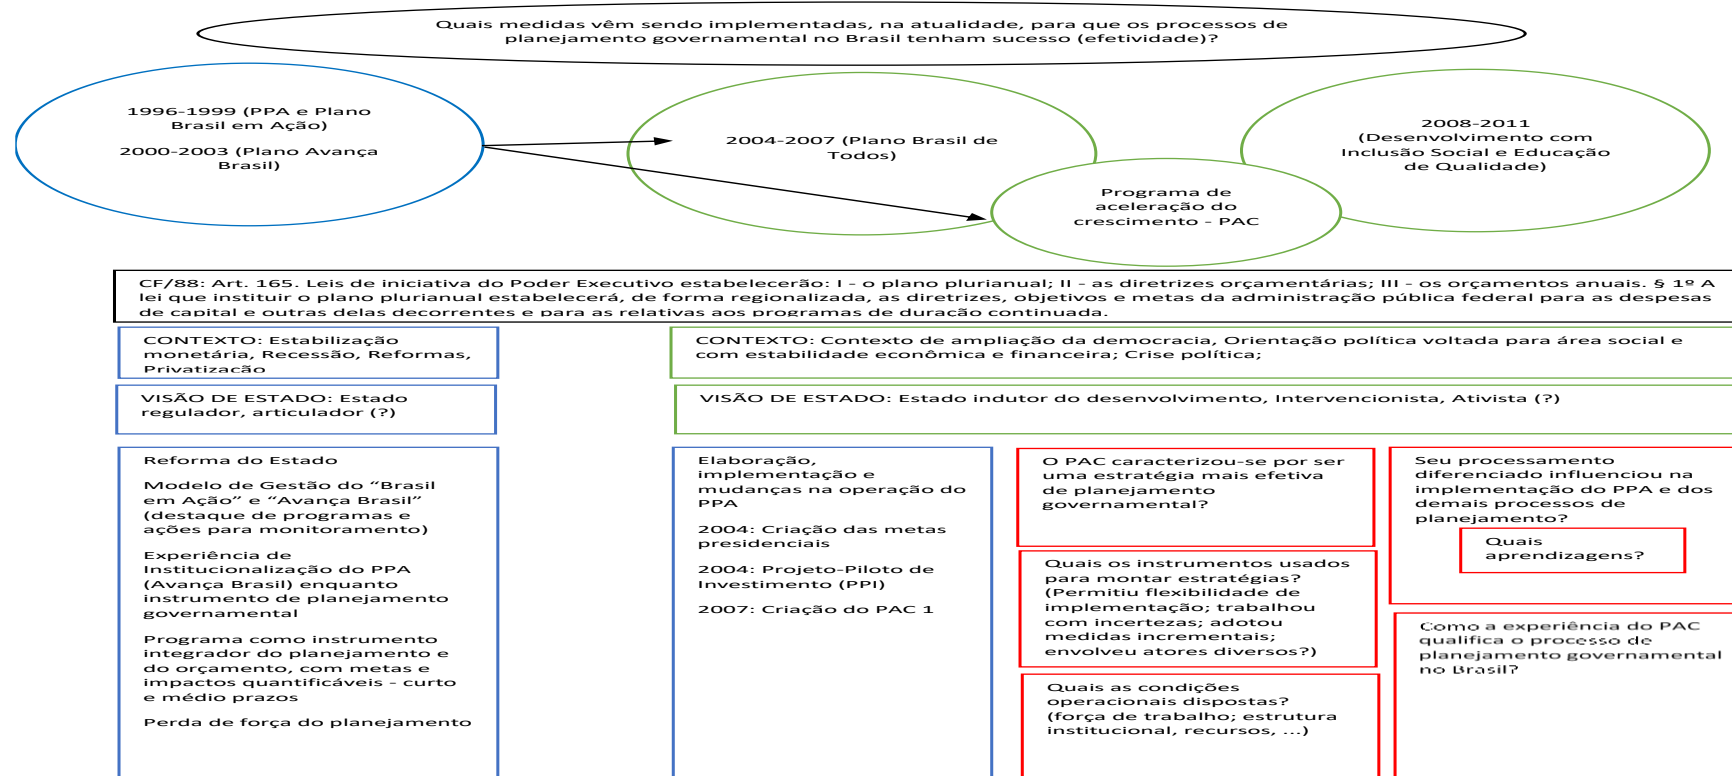 Quais medidas vêm sendo implementadas, na atualidade, para que os processos de
planejamento governamental no Brasil tenham sucesso (efetividade)?
1996-1999 (PPA e Plano
Brasil em Ação)
2000-2003 (Plano Avança
Brasil)
2004-2007 (Plano Brasil de
Todos)
Programa de
aceleração do
crescimento - PAC
2008-2011
(Desenvolvimento com
Inclusão Social e Educação
de Qualidade)
CF/88: Art. 165. Leis de iniciativa do Poder Executivo estabelecerão: I - o plano plurianual; II - as diretrizes orçamentárias; III - os orçamentos anuais. § 1º A
lei que instituir o plano plurianual estabelecerá, de forma regionalizada, as diretrizes, objetivos e metas da administração pública federal para as despesas
de capital e outras delas decorrentes e para as relativas aos programas de duração continuada.
CONTEXTO: Estabilização
monetária, Recessão, Reformas,
Privatização
CONTEXTO: Contexto de ampliação da democracia, Orientação política voltada para área social e
com estabilidade econômica e financeira; Crise política;
VISÃO DE ESTADO: Estado
regulador, articulador (?)
VISÃO DE ESTADO: Estado indutor do desenvolvimento, Intervencionista, Ativista (?)
Reforma do Estado
Modelo de Gestão do “Brasil
em Ação” e “Avança Brasil”
(destaque de programas e
ações para monitoramento)
Experiência de
Institucionalização do PPA
(Avança Brasil) enquanto
instrumento de planejamento
governamental
Programa como instrumento
integrador do planejamento e
do orçamento, com metas e
impactos quantificáveis - curto
e médio prazos
Perda de força do planejamento
Elaboração,
implementação e
mudanças na operação do
PPA
2004: Criação das metas
presidenciais
2004: Projeto-Piloto de
Investimento (PPI)
2007: Criação do PAC 1
O PAC caracterizou-se por ser
uma estratégia mais efetiva
de planejamento
governamental?
Quais os instrumentos usados
para montar estratégias?
(Permitiu flexibilidade de
implementação; trabalhou
com incertezas; adotou
medidas incrementais;
envolveu atores diversos?)
Quais as condições
operacionais dispostas?
(força de trabalho; estrutura
institucional, recursos, ...)
Seu processamento
diferenciado influenciou na
implementação do PPA e dos
demais processos de
planejamento?
Quais
aprendizagens?
Como a experiência do PAC
qualifica o processo de
planejamento governamental
no Brasil?